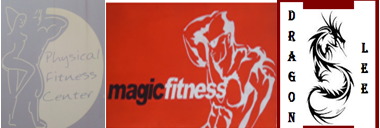 Physical
Fitness
Center
magicfitness
DRAGON
LEE